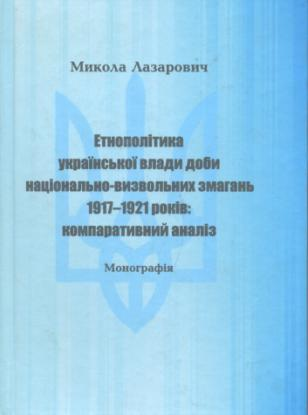 Микола Лазарович
Етнополітика
української влади доби
національно-визвольних змагань
1917–1921 років:
компаративний аналіз
Монографія